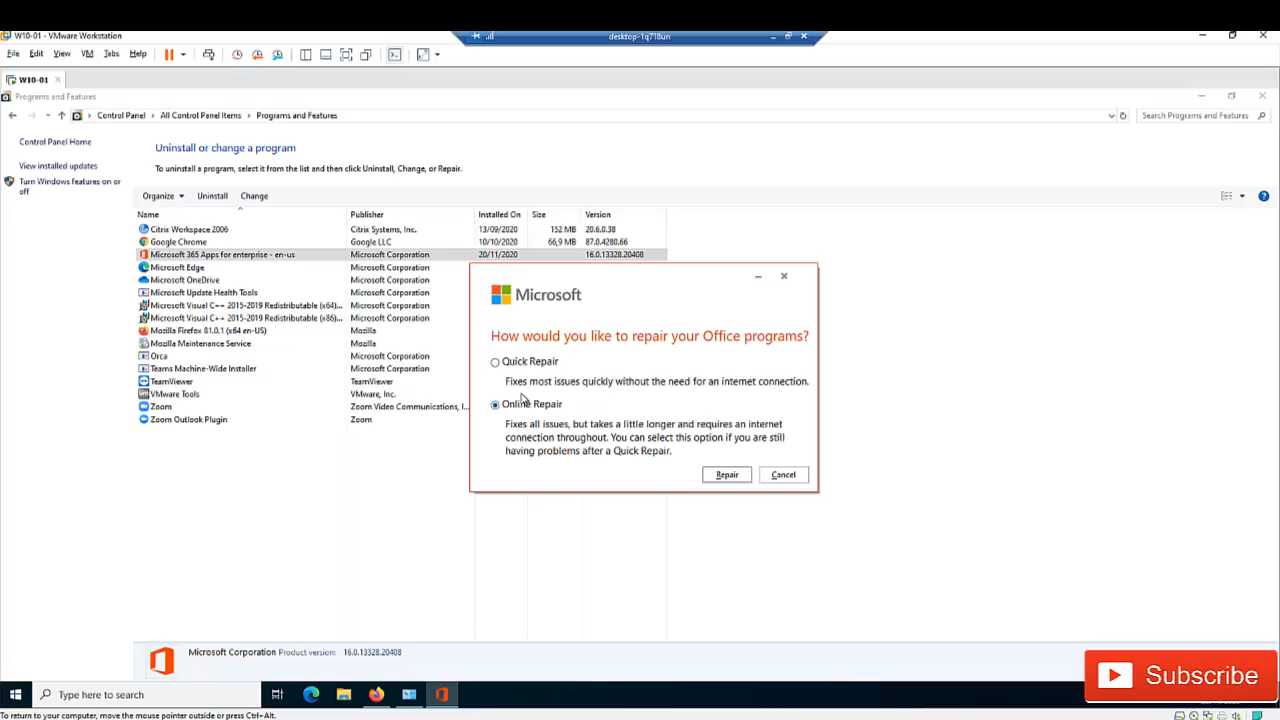 W10-01 - VMware Workstation
desktop-1q718un
File Edit View VM Tabs Help
W10-01
Programs and Features
Control Panel > All Control Panel Items > Programs and Features
Search Programs and Features
Control Panel Home
View installed updates
Turn Windows features on or
off
Uninstall or change a program
To uninstall a program, select it from the list and then click Uninstall, Change, or Repair.
Organize Uninstall Change
Name Publisher Installed On Size Version
Citrix Workspace 2006 Citrix Systems, Inc. 13/09/2020 152 MB 20.6.0.38
Google Chrome Google LLC 10/10/2020 66,9 MB 87.0.4280.66
Microsoft 365 Apps for enterprise - en-us Microsoft Corporation 20/11/2020 16.0.13328.20408
Microsoft Edge Microsoft Corporation
Microsoft OneDrive Microsoft Corporation
Microsoft Update Health Tools Microsoft Corporation
Microsoft Visual C++ 2015-2019 Redistributable (x64)... Microsoft Corporation
Microsoft Visual C++ 2015-2019 Redistributable (x86)... Microsoft Corporation
Mozilla Firefox 81.0.1 (x64 en-US) Mozilla
Mozilla Maintenance Service Mozilla
Orca Microsoft Corporation
Teams Machine-Wide Installer Microsoft Corporation
TeamViewer TeamViewer
VMware Tools VMware, Inc.
Zoom Zoom Video Communications, I...
Zoom Outlook Plugin Zoom
Microsoft
How would you like to repair your Office programs?
Quick Repair
Fixes most issues quickly without the need for an internet connection.
Online Repair
Fixes all issues, but takes a little longer and requires an internet
connection throughout. You can select this option if you are still
having problems after a Quick Repair.
Repair Cancel
Microsoft Corporation Product version: 16.0.13328.20408
Subscribe
Type here to search
To return to your computer, move the mouse pointer outside or press Ctrl+Alt.